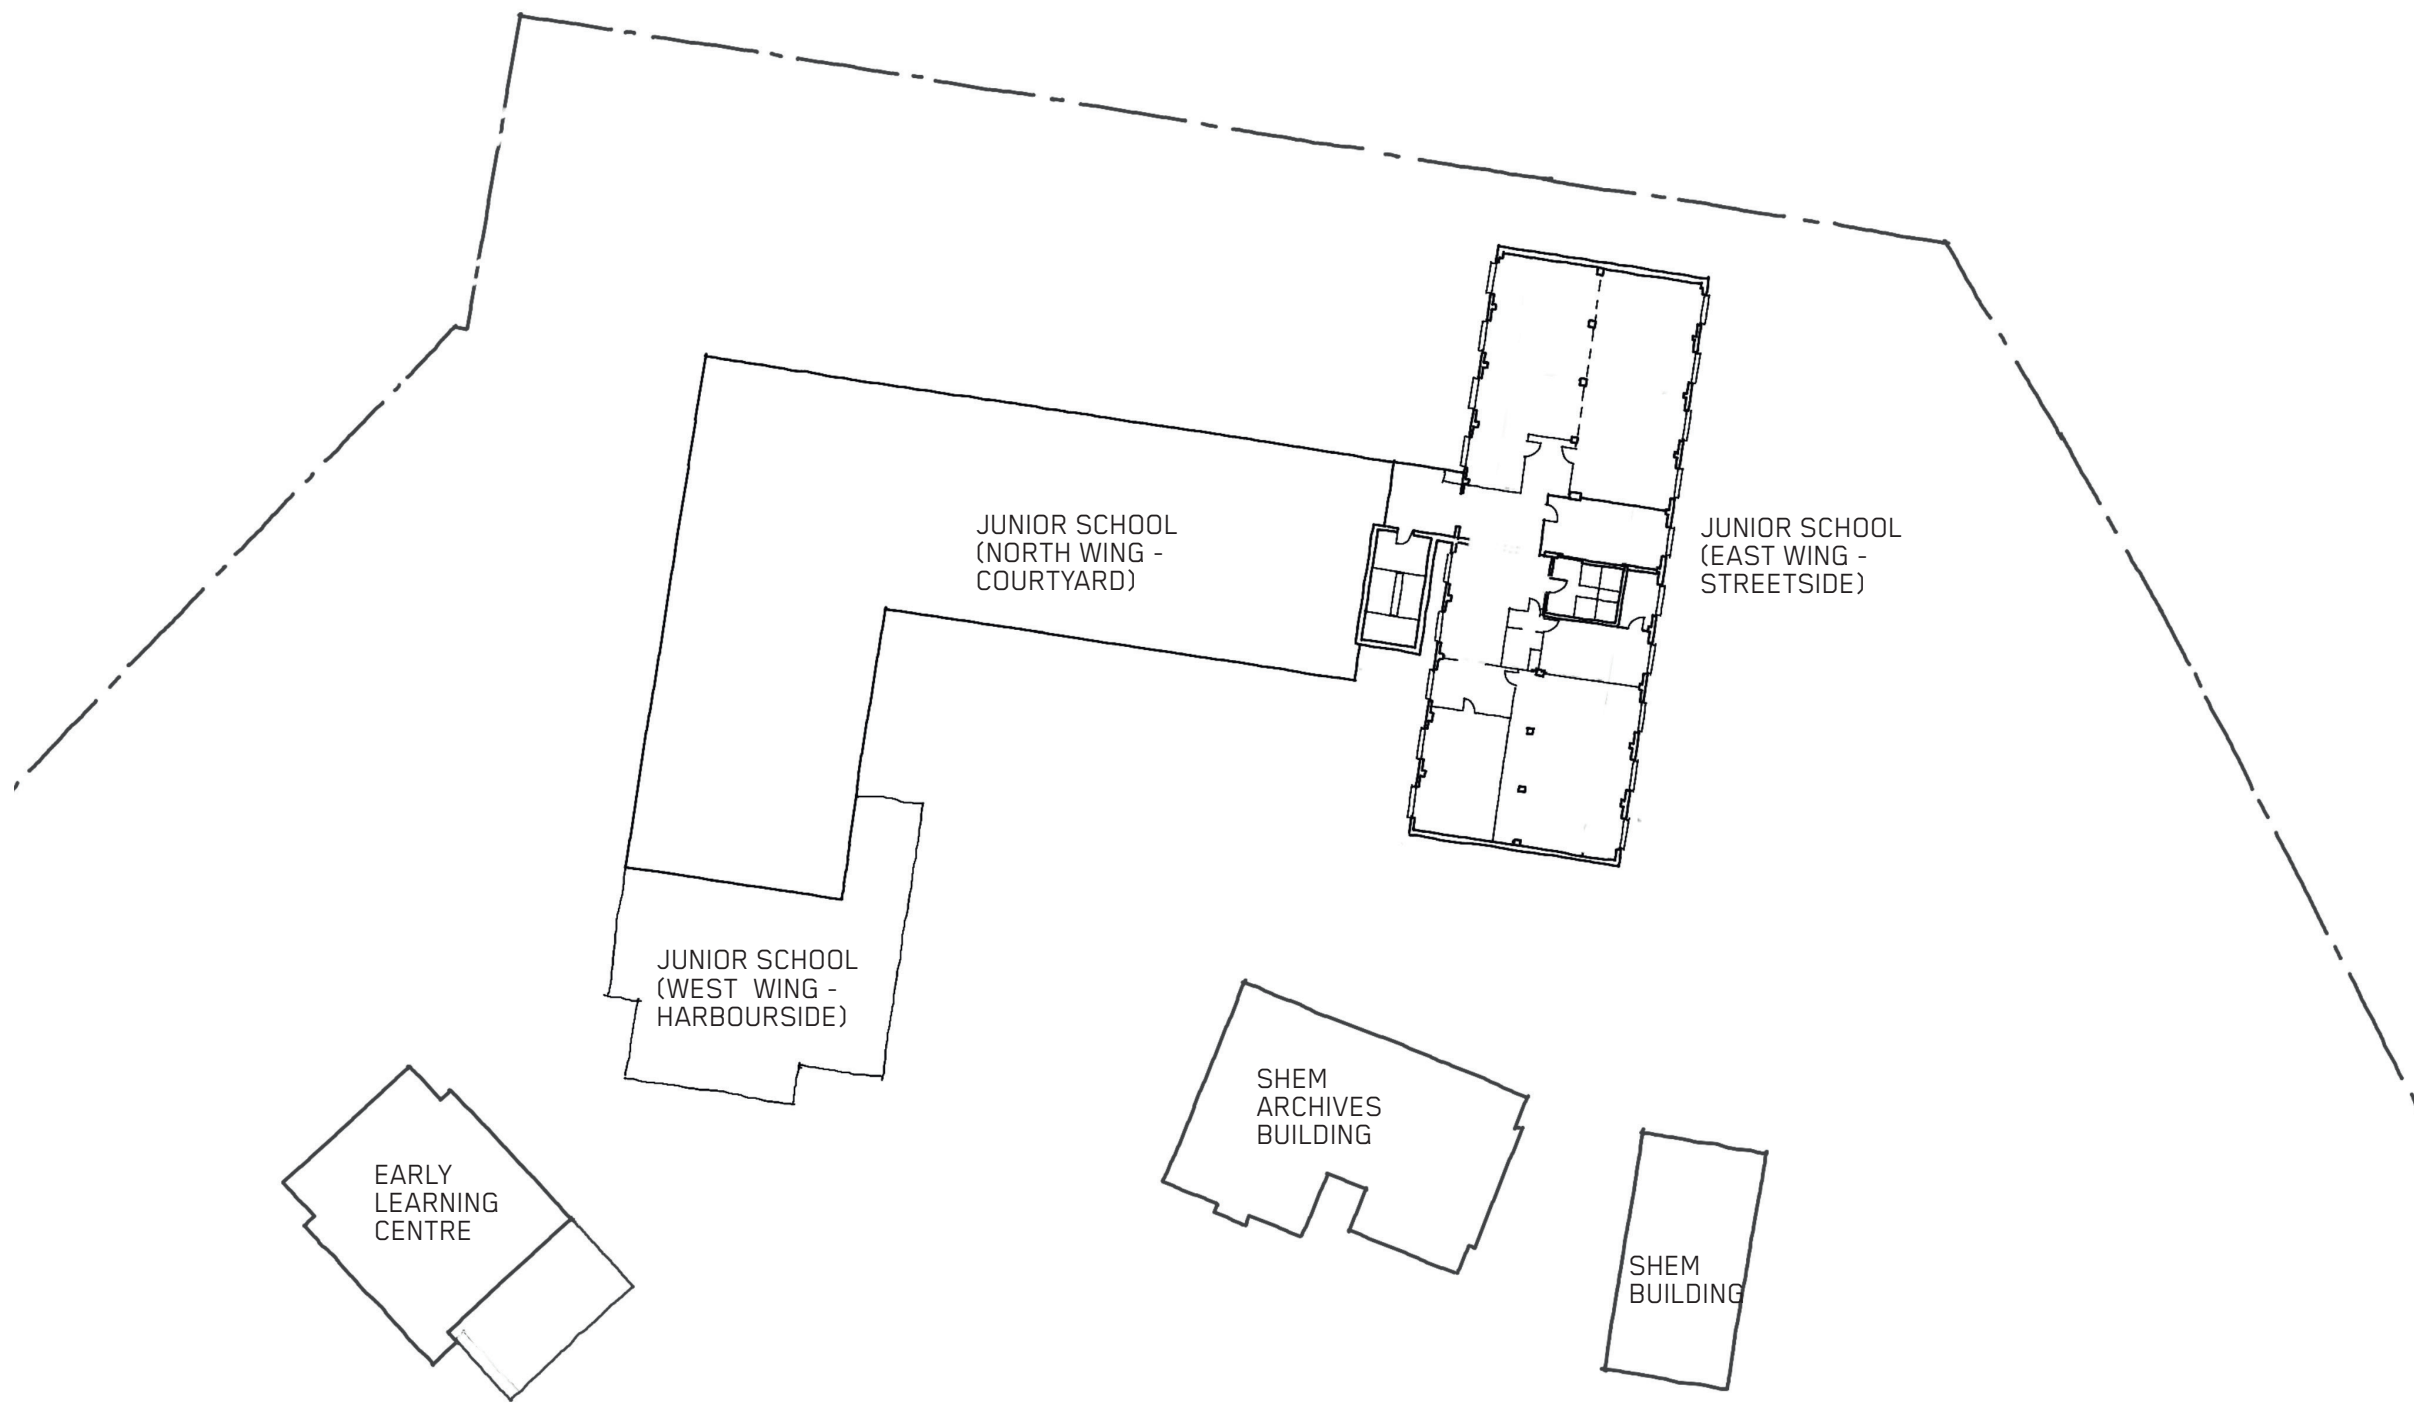 JUNIOR SCHOOL
(NORTH WING -
COURTYARD)
JUNIOR SCHOOL
(EAST WING -
STREETSIDE)
JUNIOR SCHOOL
(WEST WING -
HARBOURSIDE)
SHEM
ARCHIVES
BUILDING
EARLY
LEARNING
CENTRE
SHEM
BUILDING